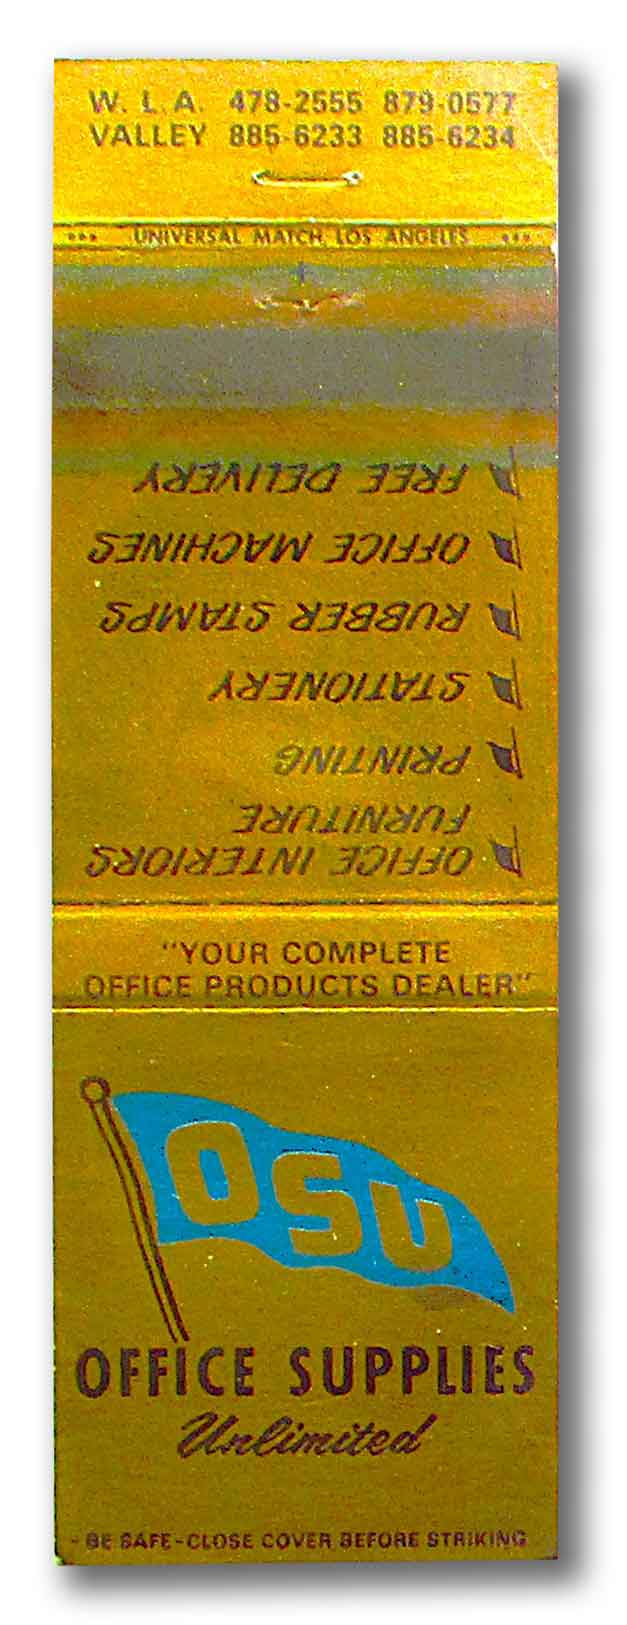 W. L. A. 478-2555 879-0577
VALLEY 885-6233 885-6234
UNIVERSAL MATCH, LOS ANGELES
OFFICE INTERIORS
FURNITURE
PRINTING
STATIONERY
RUBBER STAMPS
OFFICE MACHINES
FREE DELIVERY
"YOUR COMPLETE
OFFICE PRODUCTS DEALER"
OSU
OFFICE SUPPLIES
Unlimited
- BE SAFE-CLOSE COVER BEFORE STRIKING